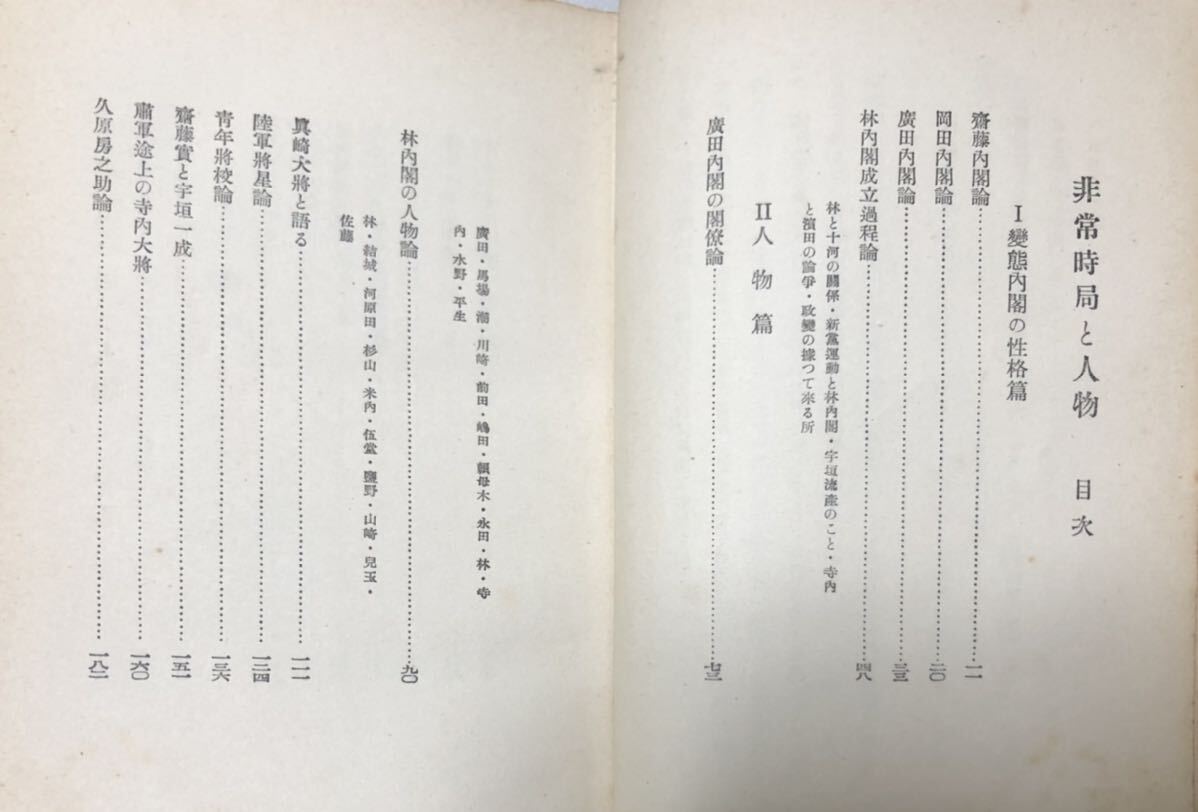 非常時局と人物 目次
I 變態內閣の性格篇
齋藤內閣論……一一
岡田內閣論……二〇
廣田內閣論……三三
林內閣成立過程論……四八
林と十河の關係・新黨運動と林內閣・宇垣流產のこと・寺內
と濱田の論爭・政變の據つて來る所
II 人物篇
廣田內閣の閣僚論……七三
廣田・馬場・潮・川崎・前田・嶋田・賴母木・永田・林・寺
內・水野・平生
林內閣の人物論……九〇
林・結城・河原田・杉山・米內・伍堂・鹽野・山崎・兒玉・
佐藤
眞崎大將と語る……一一一
陸軍將星論……一二四
靑年將校論……一三六
齋藤實と宇垣一成……一五一
肅軍途上の寺內大將……一六〇
久原房之助論……一八二